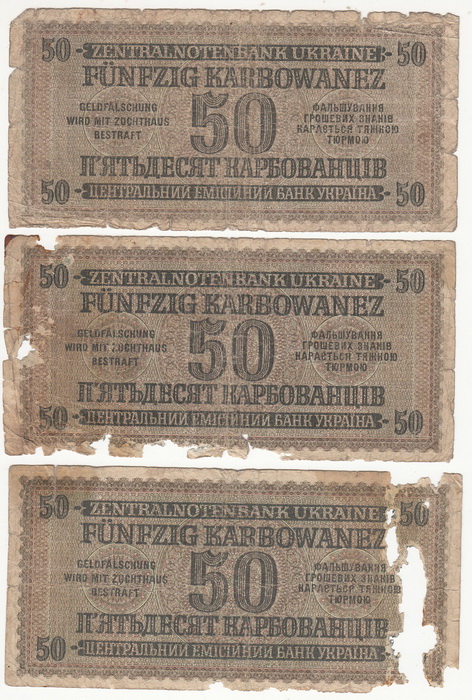 50 ZENTRALNOTENBANK UKRAINE 50
FÜNFZIG KARBOWANEZ
GELDFÄLSCHUNG
WIRD MIT ZUCHTHAUS
BESTRAFT
50
ФАЛЬШУВАННЯ
ГРОШЕВИХ ЗНАКІВ
КАРАЄТЬСЯ ТЯЖКОЮ
ТЮРМОЮ
П'ЯТЬДЕСЯТ КАРБОВАНЦІВ
50 ЦЕНТРАЛЬНИЙ ЕМІСІЙНИЙ БАНК УКРАЇНА 50
50 ZENTRALNOTENBANK UKRAINE 50
FÜNFZIG KARBOWANEZ
GELDFÄLSCHUNG
WIRD MIT ZUCHTHAUS
BESTRAFT
50
ФАЛЬШУВАННЯ
ГРОШЕВИХ ЗНАКІВ
КАРАЄТЬСЯ ТЯЖКОЮ
ТЮРМОЮ
П'ЯТЬДЕСЯТ КАРБОВАНЦІВ
50 ЦЕНТРАЛЬНИЙ ЕМІСІЙНИЙ БАНК УКРАЇНА 50
50 ZENTRALNOTENBANK UKRAINE 50
FÜNFZIG KARBOWANEZ
GELDFÄLSCHUNG
WIRD MIT ZUCHTHAUS
BESTRAFT
50
ФАЛЬШУВАННЯ
ГРОШЕВИХ ЗНАКІВ
КАРАЄТЬСЯ ТЯЖКОЮ
ТЮРМОЮ
П'ЯТЬДЕСЯТ КАРБОВАНЦІВ
50 ЦЕНТРАЛЬНИЙ ЕМІСІЙНИЙ БАНК УКРАЇНА